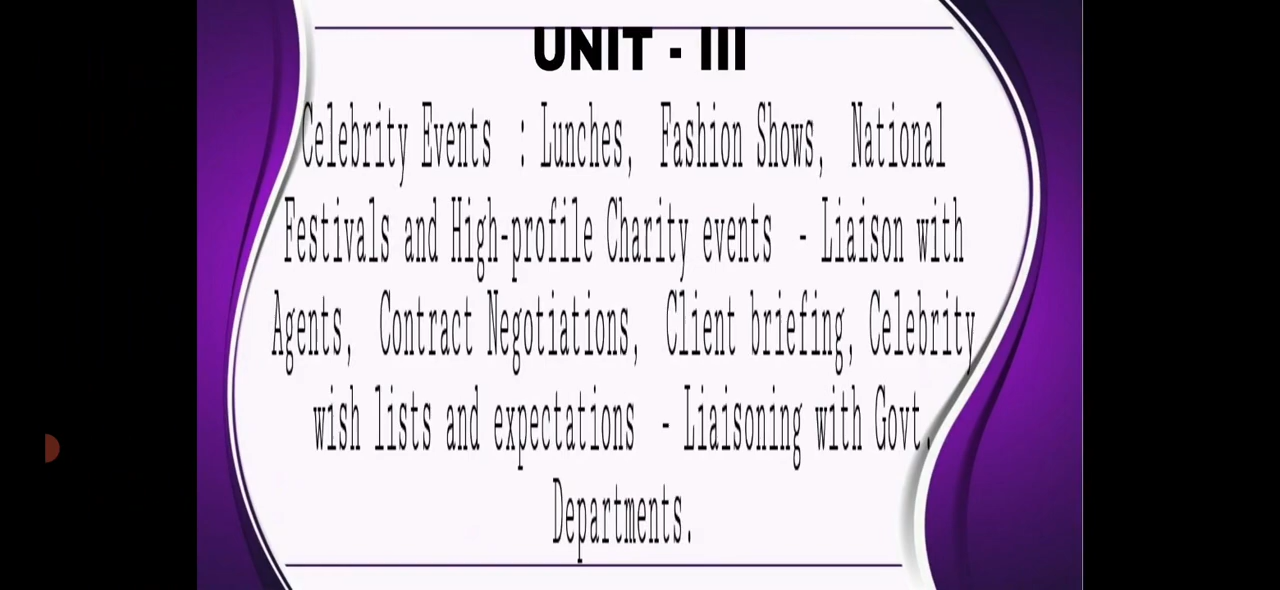 UNIT - III
Celebrity Events : Lunches, Fashion Shows, National
Festivals and High-profile Charity events - Liaison with
Agents, Contract Negotiations, Client briefing, Celebrity
wish lists and expectations - Liaisoning with Govt.
Departments.